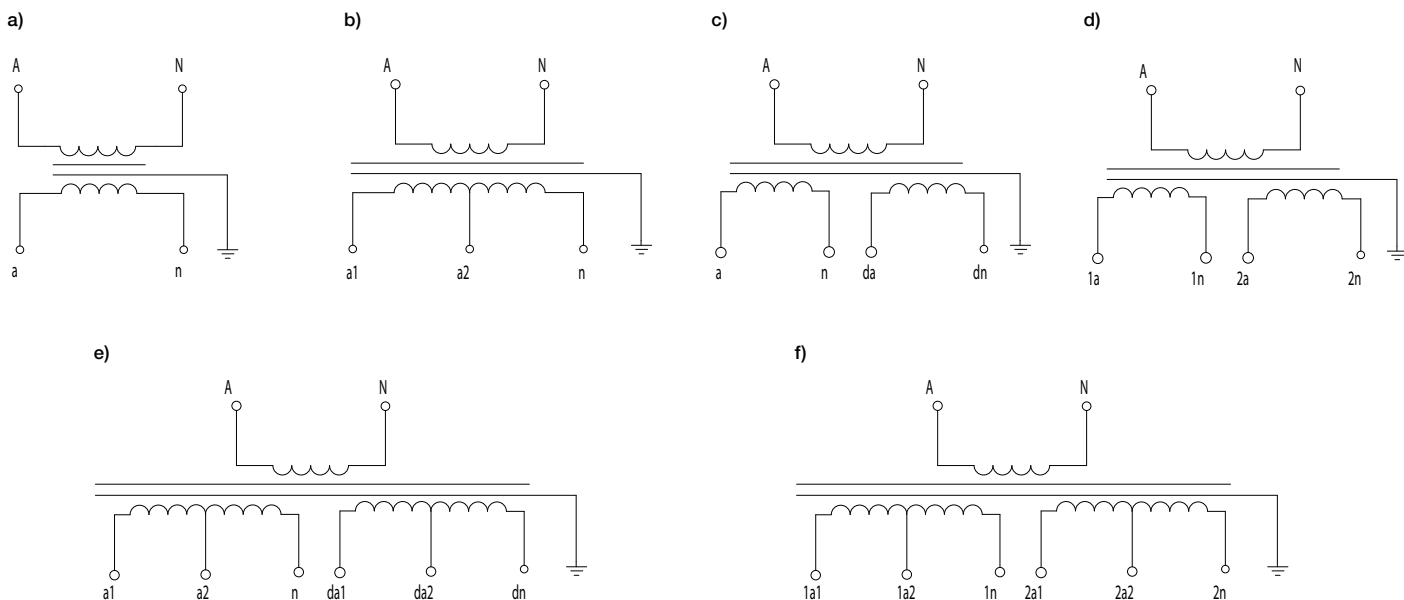 a) b) c) d)
A N A N A N A N
a n a1 a2 n a n da dn 1a 1n 2a 2n
e) f)
A N A N
a1 a2 n da1 da2 dn 1a1 1a2 1n 2a1 2a2 2n